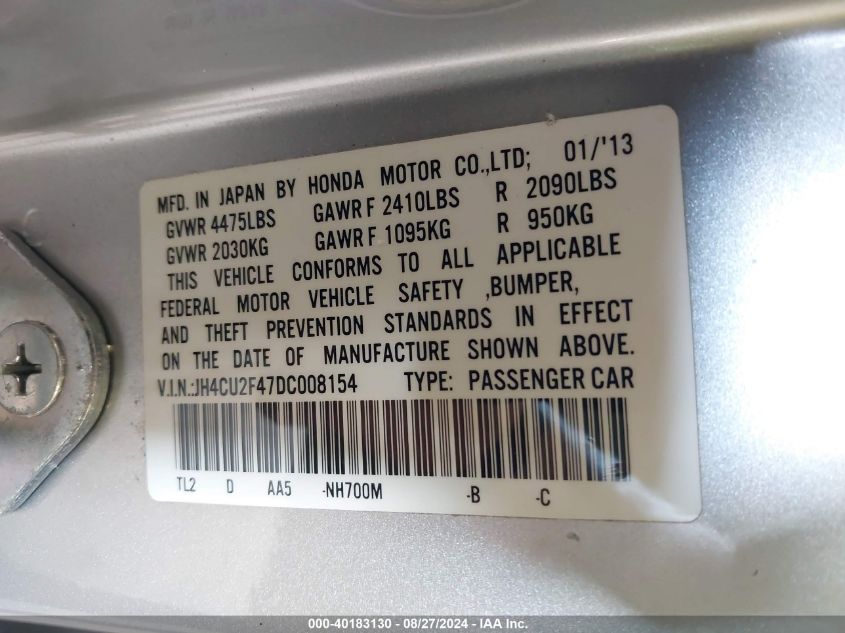 MFD. IN JAPAN BY HONDA MOTOR CO.,LTD; 01/'13
GVWR 4475LBS GAWR F 2410LBS R 2090LBS
GVWR 2030KG GAWR F 1095KG R 950KG
THIS VEHICLE CONFORMS TO ALL APPLICABLE
FEDERAL MOTOR VEHICLE SAFETY ,BUMPER,
AND THEFT PREVENTION STANDARDS IN EFFECT
ON THE DATE OF MANUFACTURE SHOWN ABOVE.
V.I.N.:JH4CU2F47DC008154 TYPE: PASSENGER CAR
TL2 D AA5 -NH700M -B -C
000-40183130 - 08/27/2024 - IAA Inc.